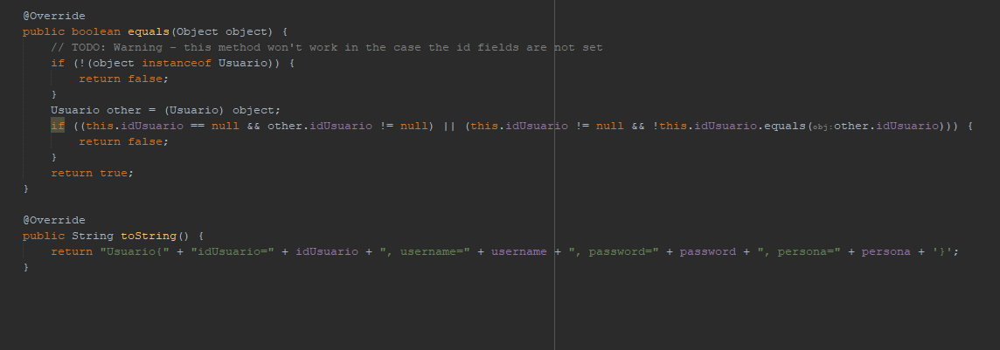 @Override
public boolean equals(Object object) {
// TODO: Warning - this method won't work in the case the id fields are not set
if (!(object instanceof Usuario)) {
return false;
}
Usuario other = (Usuario) object;
if ((this.idUsuario == null && other.idUsuario != null) || (this.idUsuario != null && !this.idUsuario.equals(obj:other.idUsuario))) {
return false;
}
return true;
}
@Override
public String toString() {
return "Usuario{" + "idUsuario=" + idUsuario + ", username=" + username + ", password=" + password + ", persona=" + persona + '}';
}